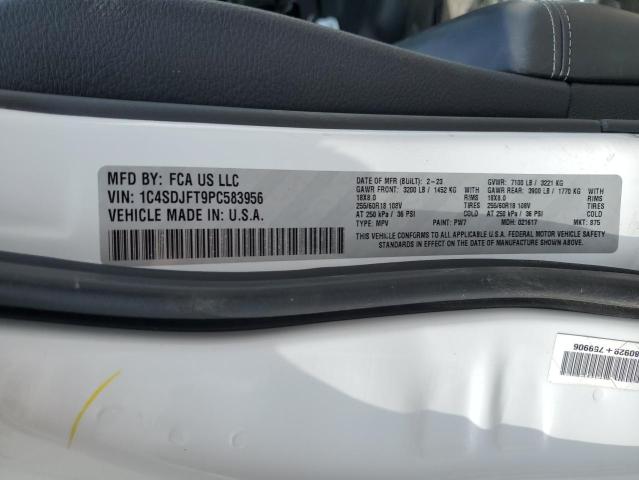 MFD BY: FCA US LLC
VIN: 1C4SDJFT9PC583956
VEHICLE MADE IN: U.S.A.
DATE OF MFR (BUILT): 2-23 GVWR: 7100 LB / 3221 KG
GAWR FRONT: 3200 LB / 1452 KG GAWR REAR: 3900 LB / 1770 KG
18X8.0 TIRES 18X8.0 TIRES
255/60R18 108V RIMS 255/60R18 108V RIMS
AT 250 kPa / 36 PSI AT 250 kPa / 36 PSI
TYPE: MPV PAINT: PW7 MDH: 021617 MKT: 875
THIS VEHICLE CONFORMS TO ALL APPLICABLE U.S.A. FEDERAL MOTOR VEHICLE SAFETY
STANDARDS IN EFFECT ON THE DATE OF MANUFACTURE SHOWN ABOVE.
80928+759906